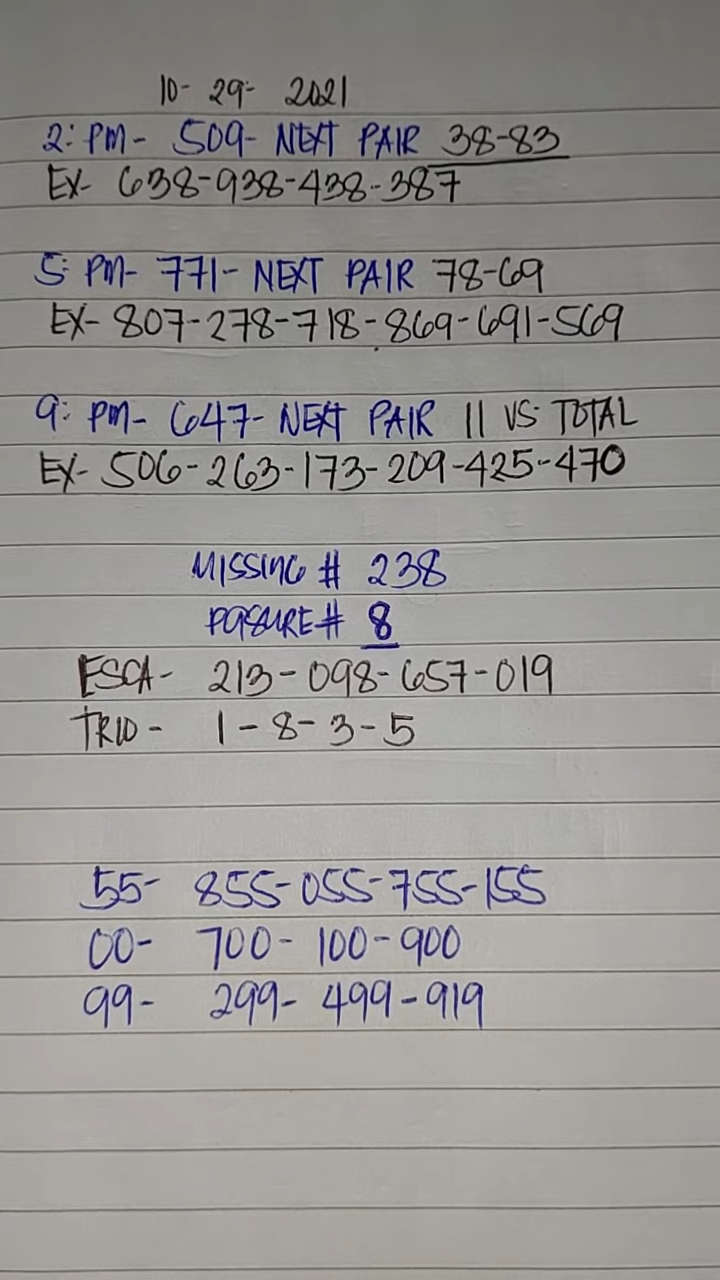 10- 29- 2021
2: PM- 509- NEXT PAIR 38-83
EX- 638-938-438-387
5: PM- 771- NEXT PAIR 78-69
EX- 807-278-718-869-691-569
9: PM- 647- NEXT PAIR 11 VS TOTAL
EX- 506-263-173-209-425-470
MISSING # 238
POSURE# 8
ESCA- 213-098-657-019
TRIO- 1-8-3-5
55- 855-055-755-155
00- 700-100-900
99- 299-499-919